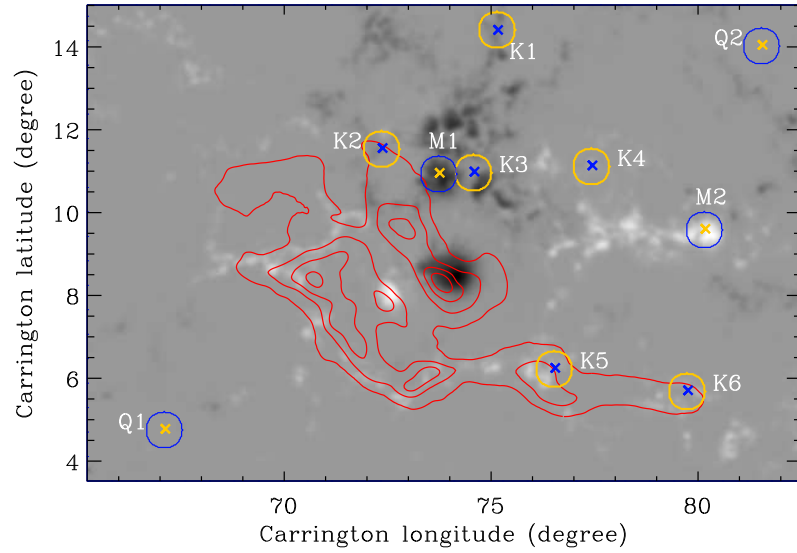 14
K1
Q2
12
K2
M1
K3
K4
10
M2
8
6
K5
K6
Q1
4
70
75
80
Carrington latitude (degree)
Carrington longitude (degree)